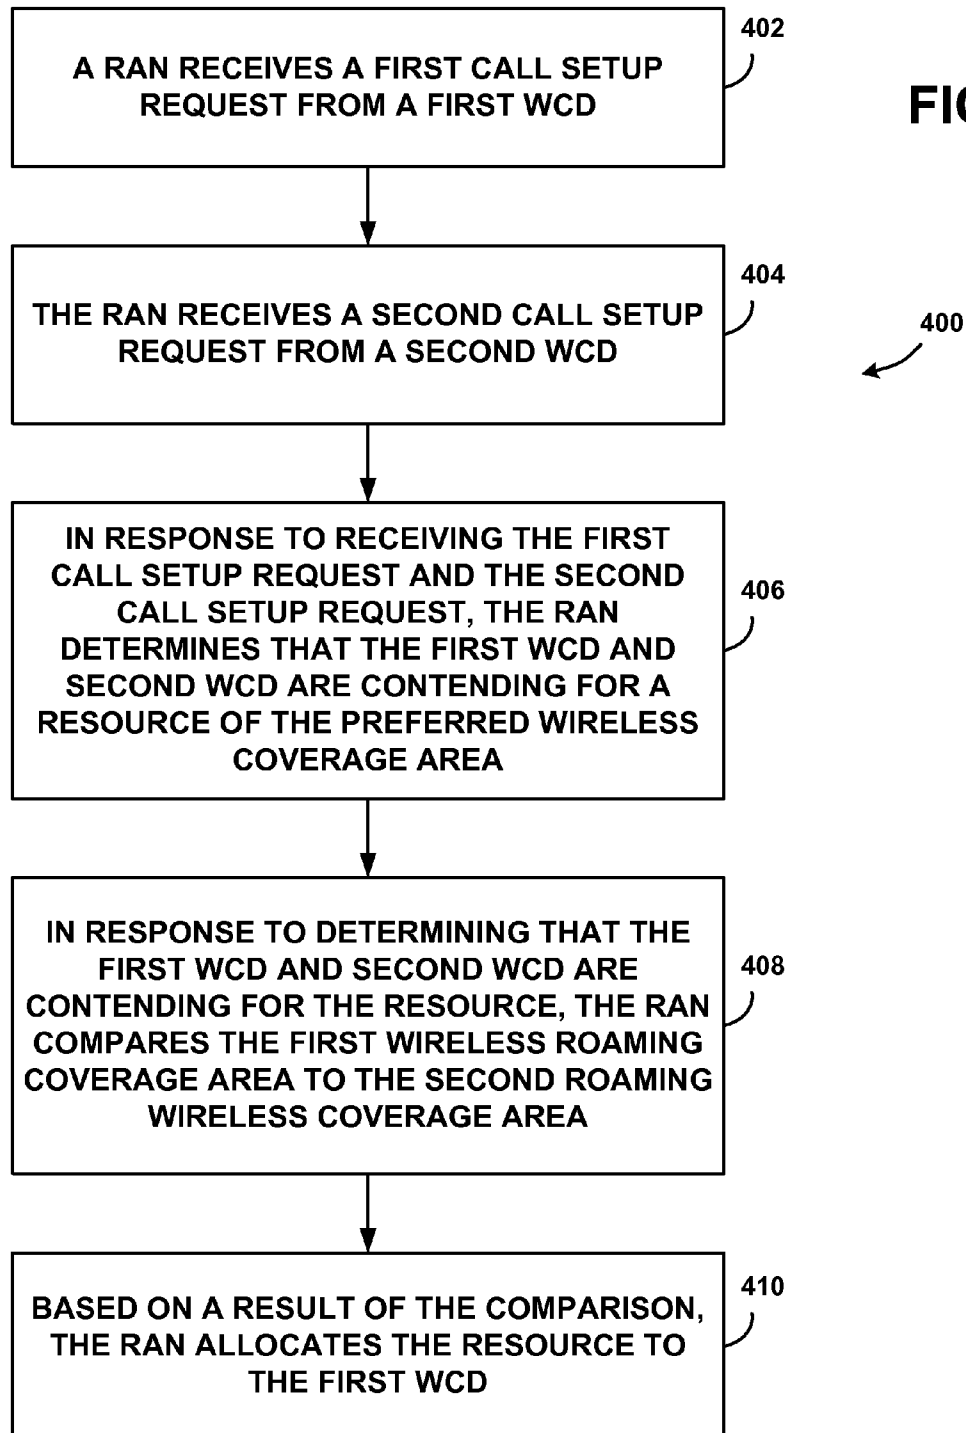 402
A RAN RECEIVES A FIRST CALL SETUP
REQUEST FROM A FIRST WCD
404
THE RAN RECEIVES A SECOND CALL SETUP
REQUEST FROM A SECOND WCD
400
406
IN RESPONSE TO RECEIVING THE FIRST
CALL SETUP REQUEST AND THE SECOND
CALL SETUP REQUEST, THE RAN
DETERMINES THAT THE FIRST WCD AND
SECOND WCD ARE CONTENDING FOR A
RESOURCE OF THE PREFERRED WIRELESS
COVERAGE AREA
408
IN RESPONSE TO DETERMINING THAT THE
FIRST WCD AND SECOND WCD ARE
CONTENDING FOR THE RESOURCE, THE RAN
COMPARES THE FIRST WIRELESS ROAMING
COVERAGE AREA TO THE SECOND ROAMING
WIRELESS COVERAGE AREA
410
BASED ON A RESULT OF THE COMPARISON,
THE RAN ALLOCATES THE RESOURCE TO
THE FIRST WCD